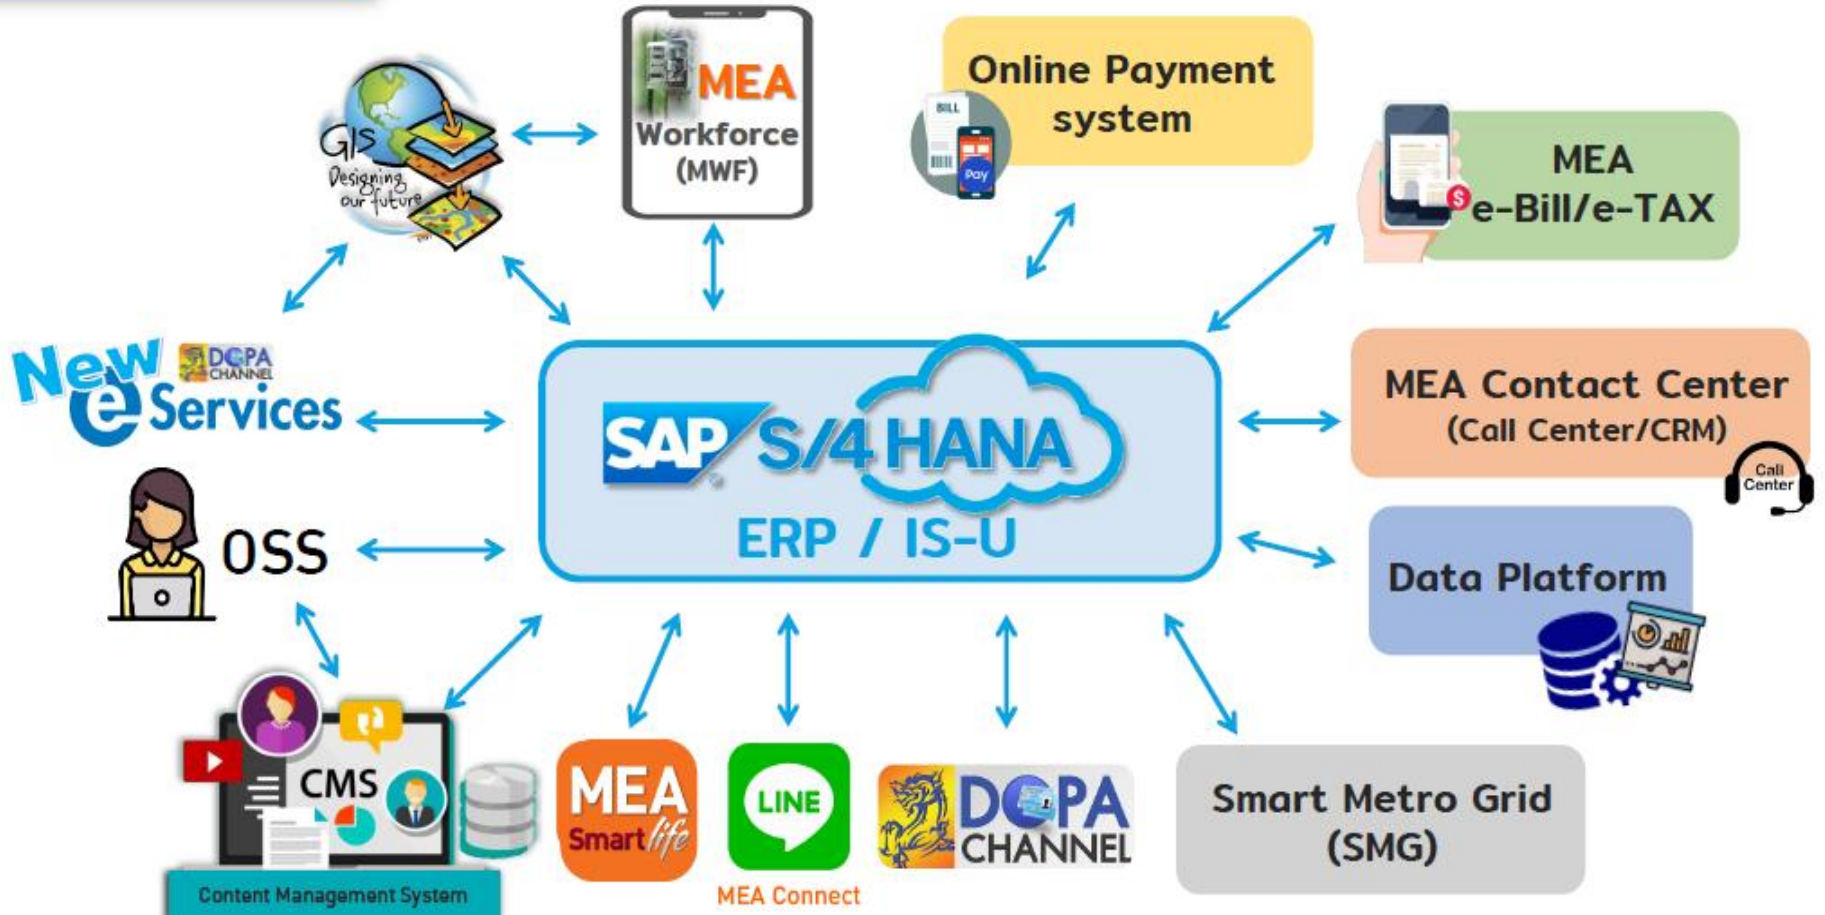 MEA
Workforce
(MWF)
Online Payment
system
BILL
Pay
MEA
e-Bill/e-TAX
$
GIS
Designing
our future
New
DOPA
CHANNEL
e Services
SAP S/4 HANA
ERP / IS-U
MEA Contact Center
(Call Center/CRM)
Call
Center
OSS
Data Platform
CMS
Content Management System
MEA
Smart life
LINE
MEA Connect
DOPA
CHANNEL
Smart Metro Grid
(SMG)